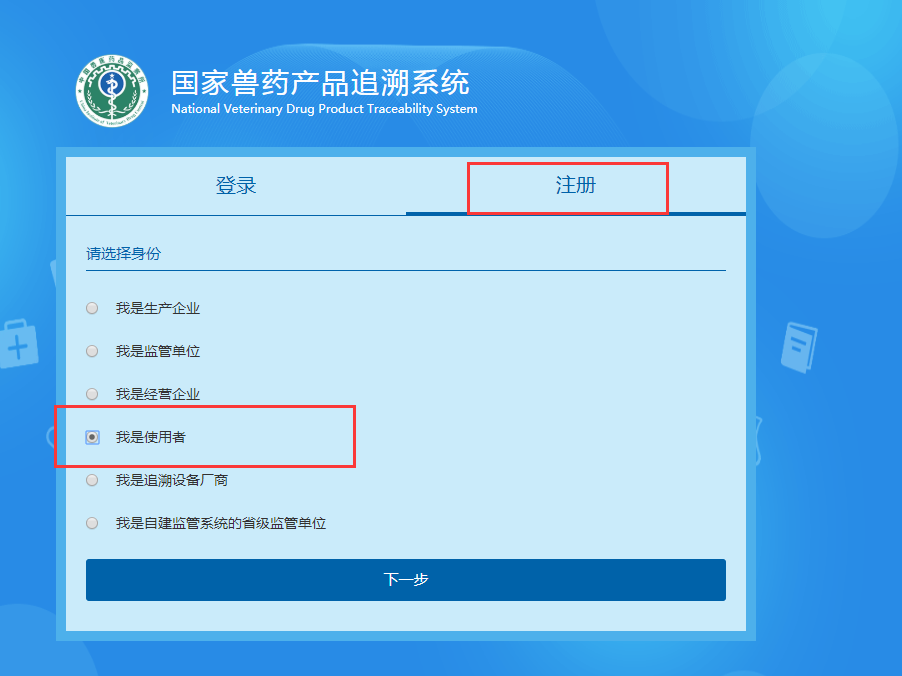 国家兽药产品追溯系统
National Veterinary Drug Product Traceability System
登录
注册
请选择身份
我是生产企业
我是监管单位
我是经营企业
我是使用者
我是追溯设备厂商
我是自建监管系统的省级监管单位
下一步